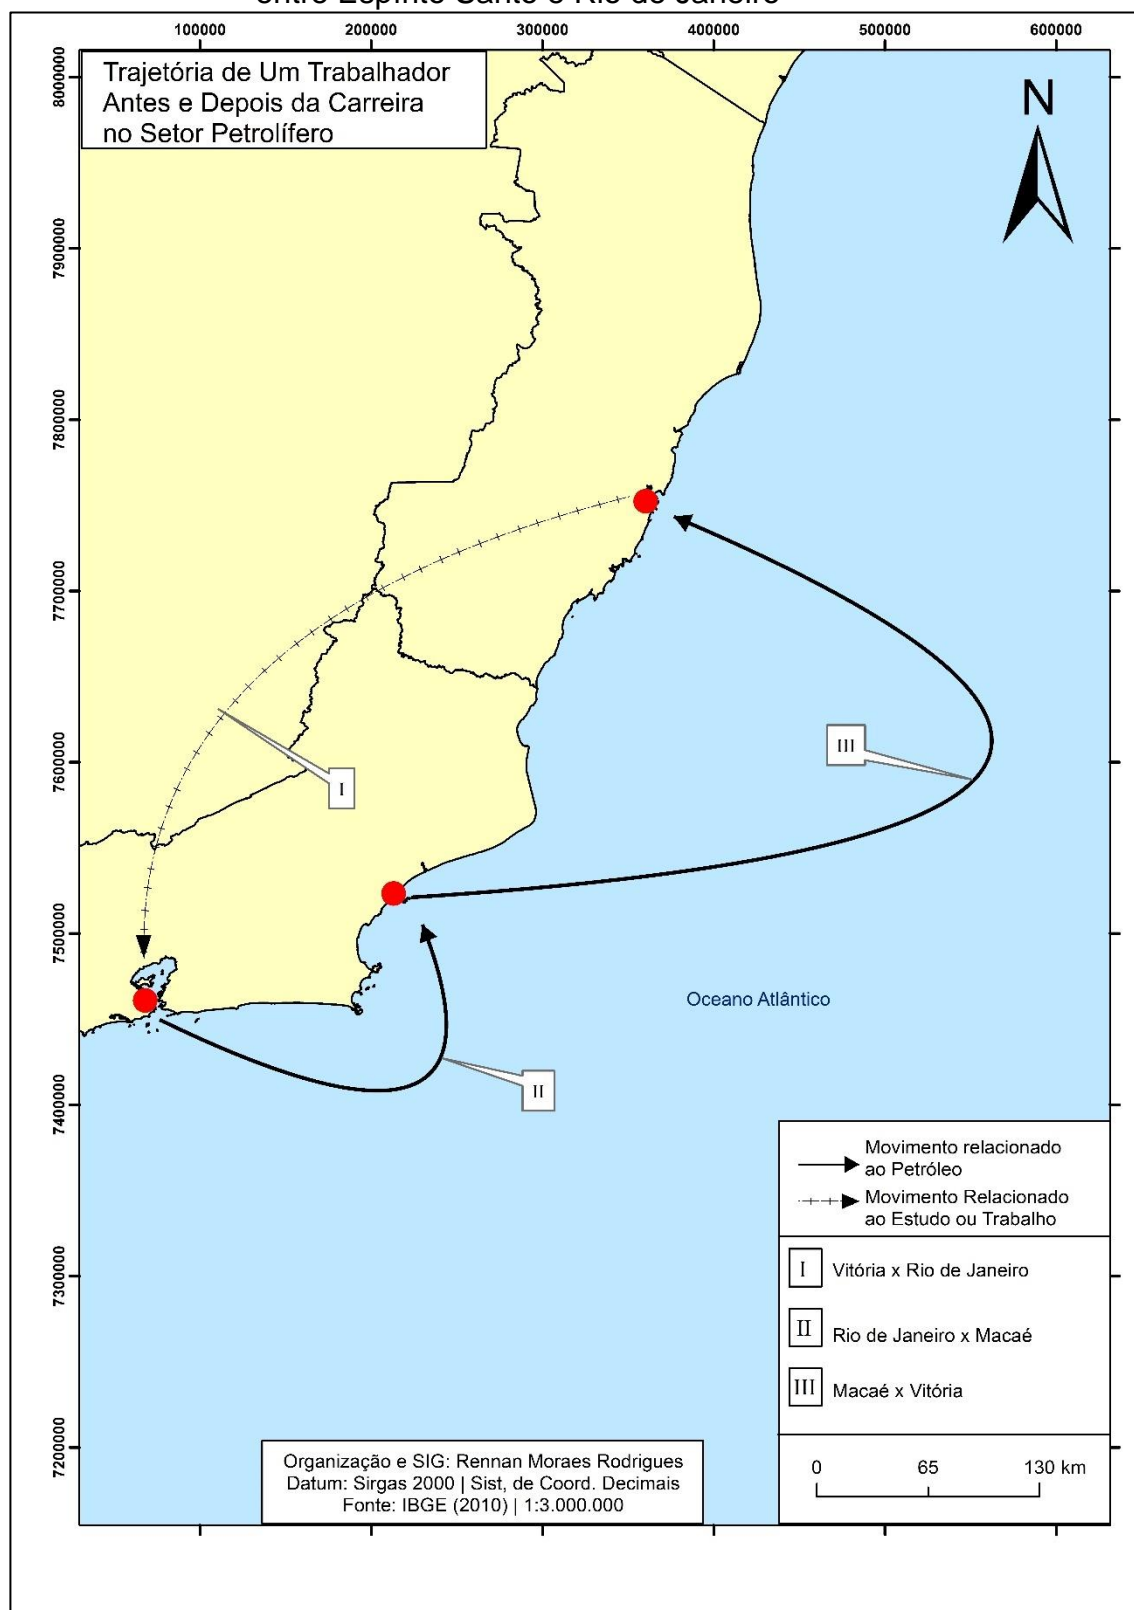 entre Espírito Santo e Rio de Janeiro
100000 200000 300000 400000 500000 600000
Trajetória de Um Trabalhador
Antes e Depois da Carreira
no Setor Petrolífero
N
8000000
7900000
7800000
7700000
7600000
7500000
7400000
7300000
7200000
III
I
II
Oceano Atlântico
Movimento relacionado
ao Petróleo
Movimento Relacionado
ao Estudo ou Trabalho
I Vitória x Rio de Janeiro
II Rio de Janeiro x Macaé
III Macaé x Vitória
Organização e SIG: Rennan Moraes Rodrigues
Datum: Sirgas 2000 | Sist, de Coord. Decimais
Fonte: IBGE (2010) | 1:3.000.000
0 65 130 km